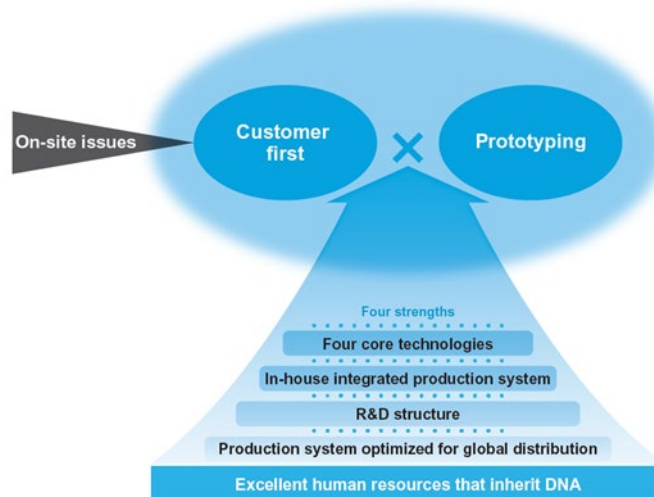 On-site issues
Customer
first
×
Prototyping
Four strengths
Four core technologies
In-house integrated production system
R&D structure
Production system optimized for global distribution
Excellent human resources that inherit DNA